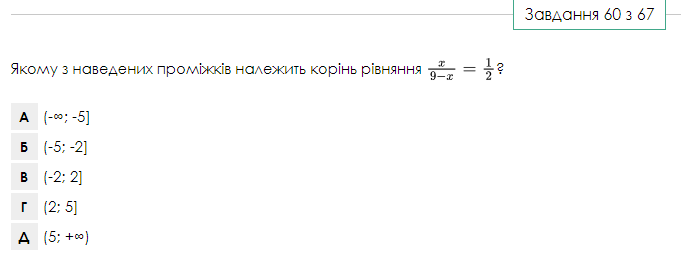 Завдання 60 з 67
Якому з наведених проміжків належить корінь рівняння x/(9−x) = 1/2?
А (-∞; -5]
Б (-5; -2]
В (-2; 2]
Г (2; 5]
Д (5; +∞)